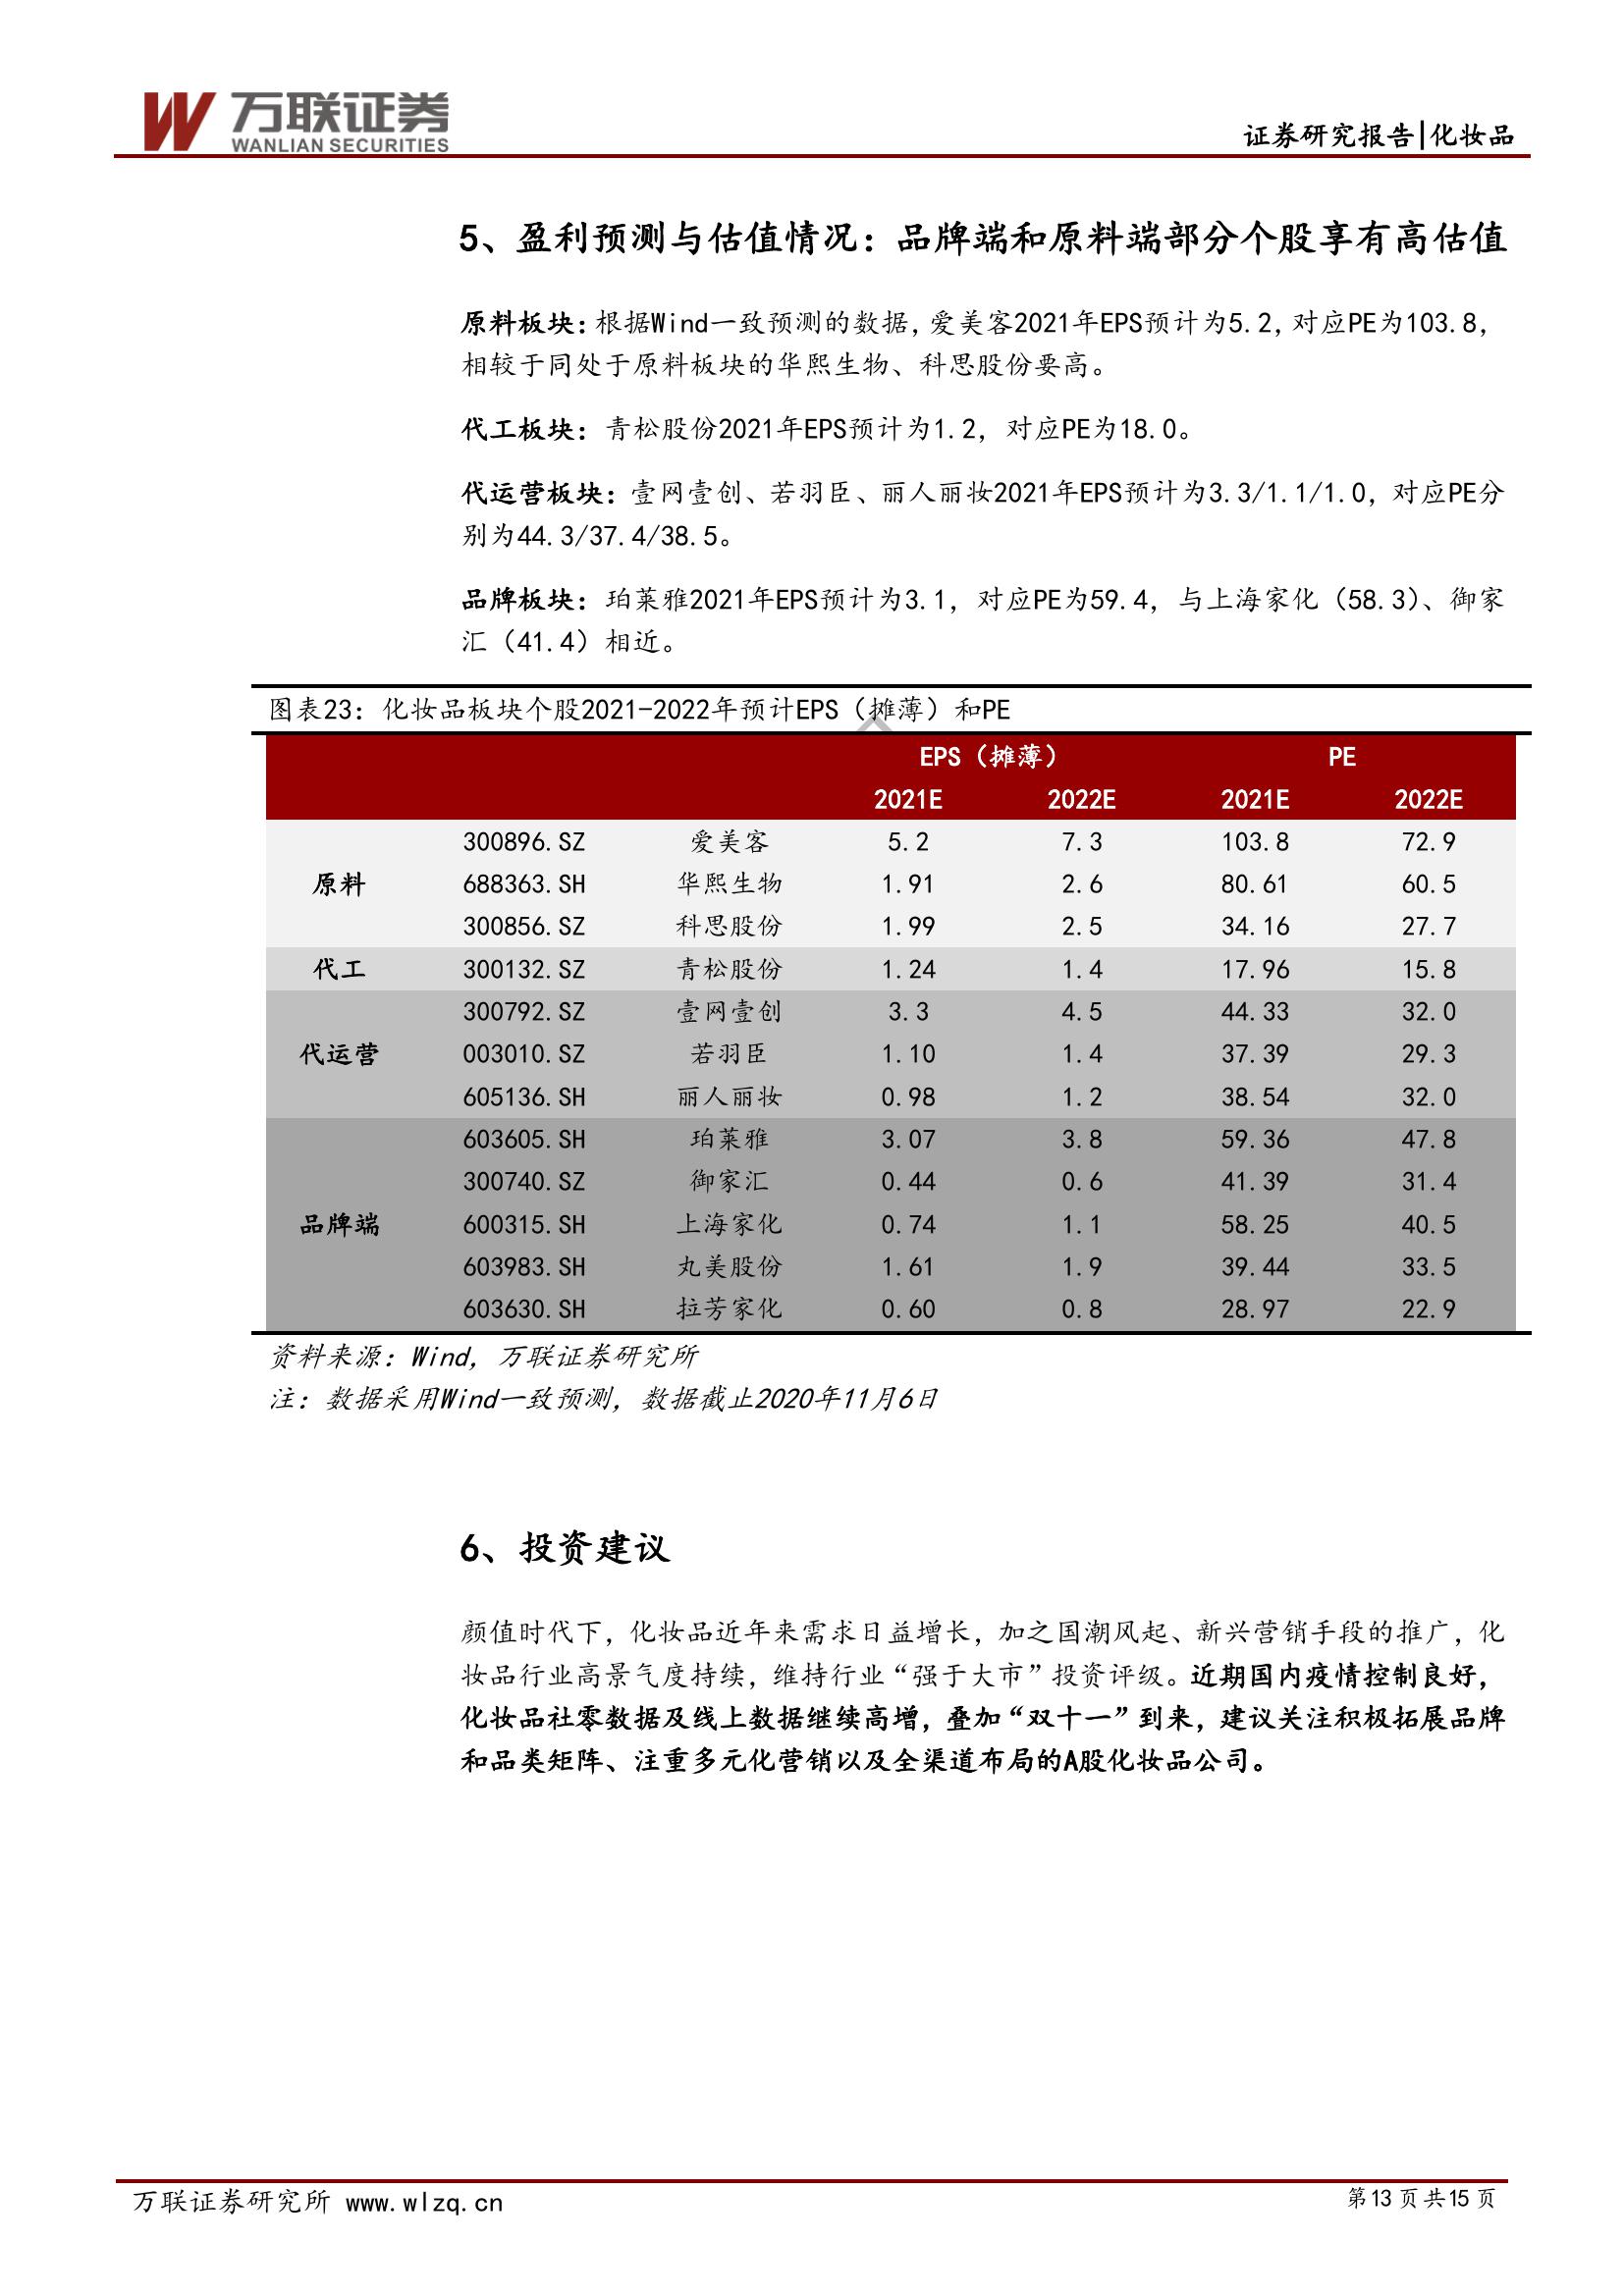 万联证券
WANLIAN SECURITIES
证券研究报告|化妆品
5、盈利预测与估值情况：品牌端和原料端部分个股享有高估值
原料板块：根据Wind一致预测的数据，爱美客2021年EPS预计为5.2，对应PE为103.8，
相较于同处于原料板块的华熙生物、科思股份要高。
代工板块：青松股份2021年EPS预计为1.2，对应PE为18.0。
代运营板块：壹网壹创、若羽臣、丽人丽妆2021年EPS预计为3.3/1.1/1.0，对应PE分
别为44.3/37.4/38.5。
品牌板块：珀莱雅2021年EPS预计为3.1，对应PE为59.4，与上海家化（58.3）、御家
汇（41.4）相近。
图表23：化妆品板块个股2021-2022年预计EPS（摊薄）和PE
EPS（摊薄） PE
2021E 2022E 2021E 2022E
300896.SZ 爱美客 5.2 7.3 103.8 72.9
原料 688363.SH 华熙生物 1.91 2.6 80.61 60.5
300856.SZ 科思股份 1.99 2.5 34.16 27.7
代工 300132.SZ 青松股份 1.24 1.4 17.96 15.8
300792.SZ 壹网壹创 3.3 4.5 44.33 32.0
代运营 003010.SZ 若羽臣 1.10 1.4 37.39 29.3
605136.SH 丽人丽妆 0.98 1.2 38.54 32.0
603605.SH 珀莱雅 3.07 3.8 59.36 47.8
300740.SZ 御家汇 0.44 0.6 41.39 31.4
品牌端 600315.SH 上海家化 0.74 1.1 58.25 40.5
603983.SH 丸美股份 1.61 1.9 39.44 33.5
603630.SH 拉芳家化 0.60 0.8 28.97 22.9
资料来源：Wind，万联证券研究所
注：数据采用Wind一致预测，数据截止2020年11月6日
6、投资建议
颜值时代下，化妆品近年来需求日益增长，加之国潮风起、新兴营销手段的推广，化
妆品行业高景气度持续，维持行业“强于大市”投资评级。近期国内疫情控制良好，
化妆品社零数据及线上数据继续高增，叠加“双十一”到来，建议关注积极拓展品牌
和品类矩阵、注重多元化营销以及全渠道布局的A股化妆品公司。
万联证券研究所 www.wlzq.cn
第13页共15页